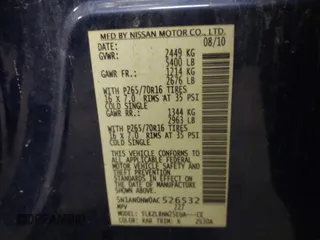 MFD BY NISSAN MOTOR CO., LTD.
DATE: 08/10
GVWR: 2449 KG
5400 LB
GAWR FR.: 1214 KG
2676 LB
WITH P265/70R16 TIRES
16 X 7.0 RIMS AT 35 PSI
COLD SINGLE
GAWR RR.: 1344 KG
2963 LB
WITH P265/70R16 TIRES
16 X 7.0 RIMS AT 35 PSI
COLD SINGLE
THIS VEHICLE CONFORMS TO ALL
APPLICABLE FEDERAL MOTOR
VEHICLE SAFETY AND THEFT
PREVENTION STANDARDS IN EFFECT
ON THE DATE OF MANUFACTURE
SHOWN ABOVE.
526532
MPV 227
MODEL:
COLOR: TRIM: X